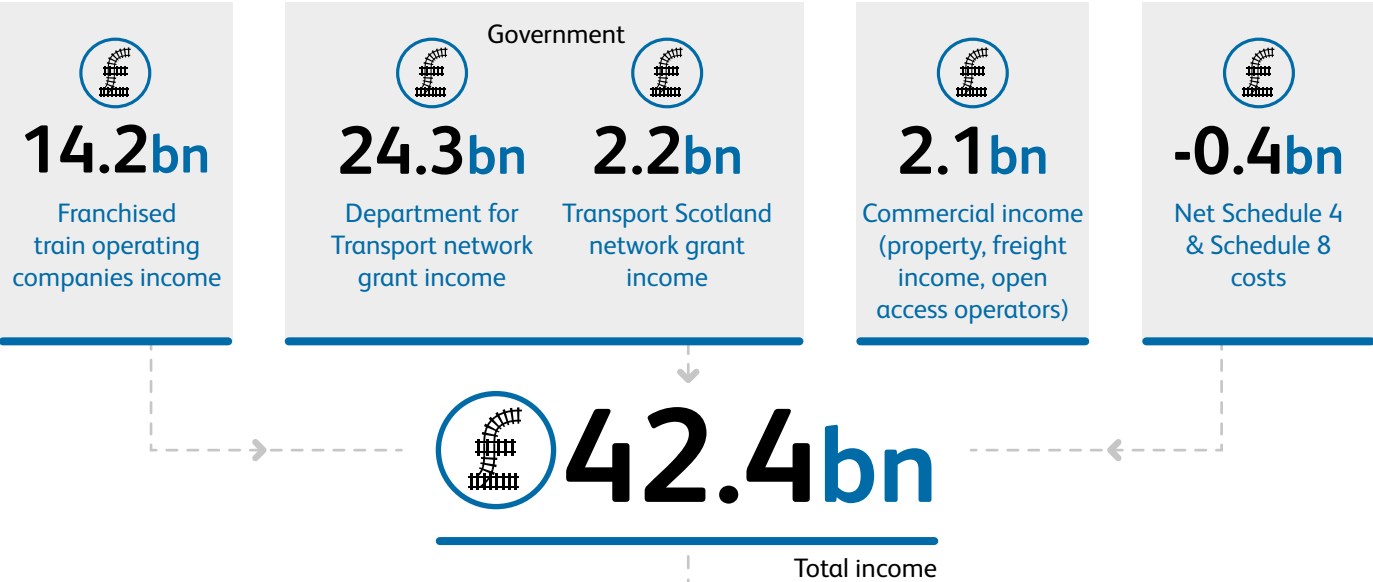 Government
14.2bn
Franchised
train operating
companies income
24.3bn
Department for
Transport network
grant income
2.2bn
Transport Scotland
network grant
income
2.1bn
Commercial income
(property, freight
income, open
access operators)
-0.4bn
Net Schedule 4
& Schedule 8
costs
£42.4bn
Total income